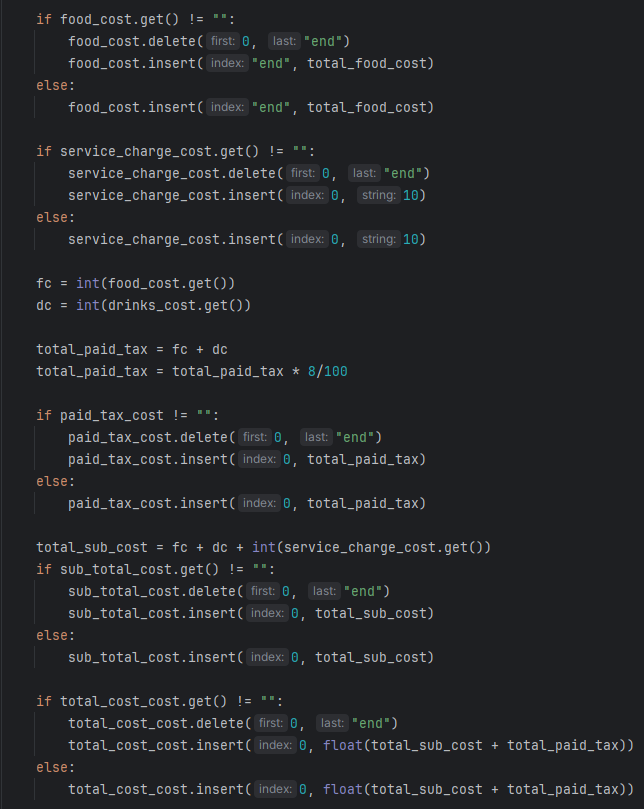 if food_cost.get() != "":
    food_cost.delete(first: 0, last: "end")
    food_cost.insert(index: "end", total_food_cost)
else:
    food_cost.insert(index: "end", total_food_cost)

if service_charge_cost.get() != "":
    service_charge_cost.delete(first: 0, last: "end")
    service_charge_cost.insert(index: 0, string: 10)
else:
    service_charge_cost.insert(index: 0, string: 10)

fc = int(food_cost.get())
dc = int(drinks_cost.get())

total_paid_tax = fc + dc
total_paid_tax = total_paid_tax * 8/100

if paid_tax_cost != "":
    paid_tax_cost.delete(first: 0, last: "end")
    paid_tax_cost.insert(index: 0, total_paid_tax)
else:
    paid_tax_cost.insert(index: 0, total_paid_tax)

total_sub_cost = fc + dc + int(service_charge_cost.get())
if sub_total_cost.get() != "":
    sub_total_cost.delete(first: 0, last: "end")
    sub_total_cost.insert(index: 0, total_sub_cost)
else:
    sub_total_cost.insert(index: 0, total_sub_cost)

if total_cost_cost.get() != "":
    total_cost_cost.delete(first: 0, last: "end")
    total_cost_cost.insert(index: 0, float(total_sub_cost + total_paid_tax))
else:
    total_cost_cost.insert(index: 0, float(total_sub_cost + total_paid_tax))